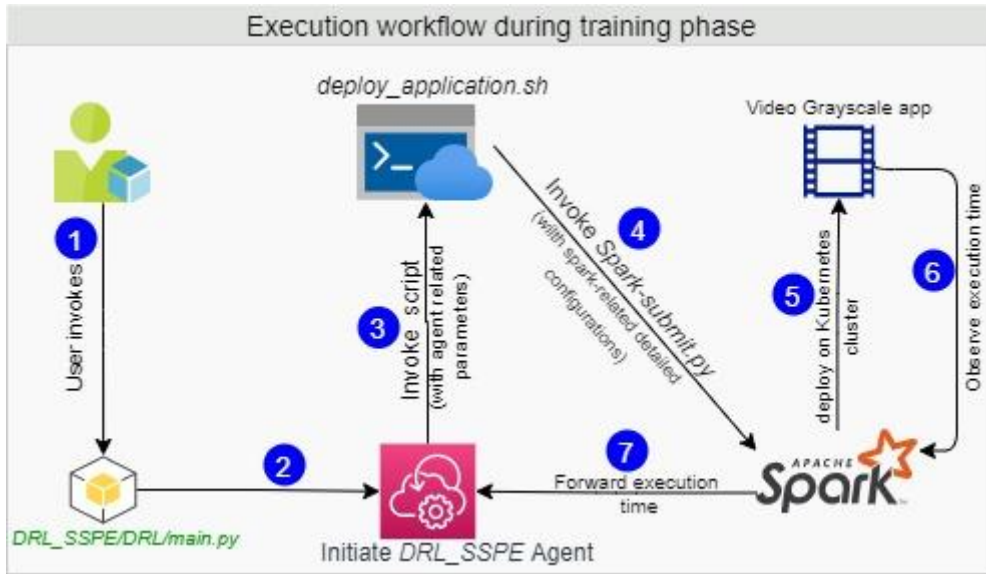 Execution workflow during training phase
deploy_application.sh
Video Grayscale app
1
User invokes
2
3
Invoke script
(with agent related
parameters)
4
Invoke Spark-submit.py
(wiith spark-related detailed
configurations)
5
deploy on Kubernetes
cluster
6
Observe execution time
7
Forward execution
time
APACHE
Spark
DRL_SSPE/DRL/main.py
Initiate DRL_SSPE Agent